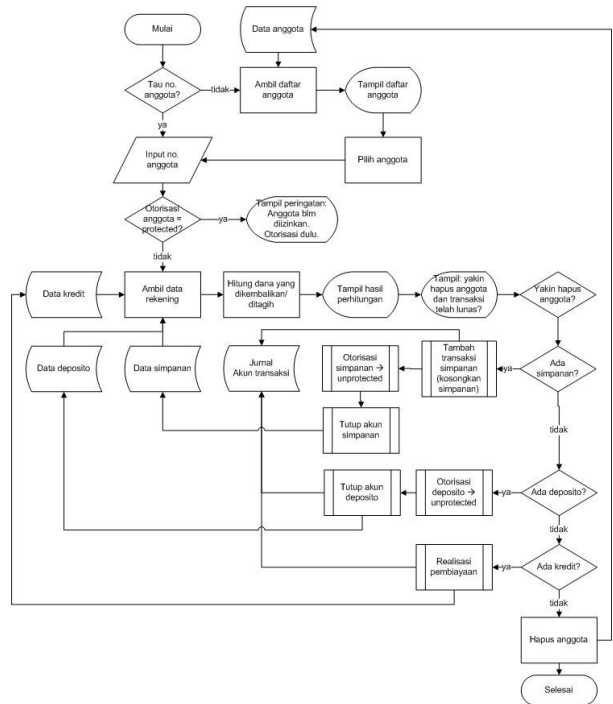 Mulai
Data anggota
Tau no.
anggota?
tidak
Ambil daftar
anggota
Tampil daftar
anggota
ya
Input no.
anggota
Pilih anggota
Otorisasi
anggota =
protected?
ya
Tampil peringatan:
Anggota blm
diizinkan.
Otorisasi dulu.
tidak
Data kredit
Ambil data
rekening
Hitung dana yang
dikembalikan/
ditagih
Tampil hasil
perhitungan
Tampil: yakin
hapus anggota
dan transaksi
telah lunas?
Yakin hapus
anggota?
Data deposito
Data simpanan
Jurnal
Akun transaksi
Otorisasi
simpanan →
unprotected
Tambah
transaksi
simpanan
(kosongkan
simpanan)
ya
Ada
simpanan?
Tutup akun
simpanan
tidak
Tutup akun
deposito
Otorisasi
deposito →
unprotected
ya
Ada deposito?
tidak
Realisasi
pembiayaan
ya
Ada kredit?
tidak
Hapus anggota
Selesai